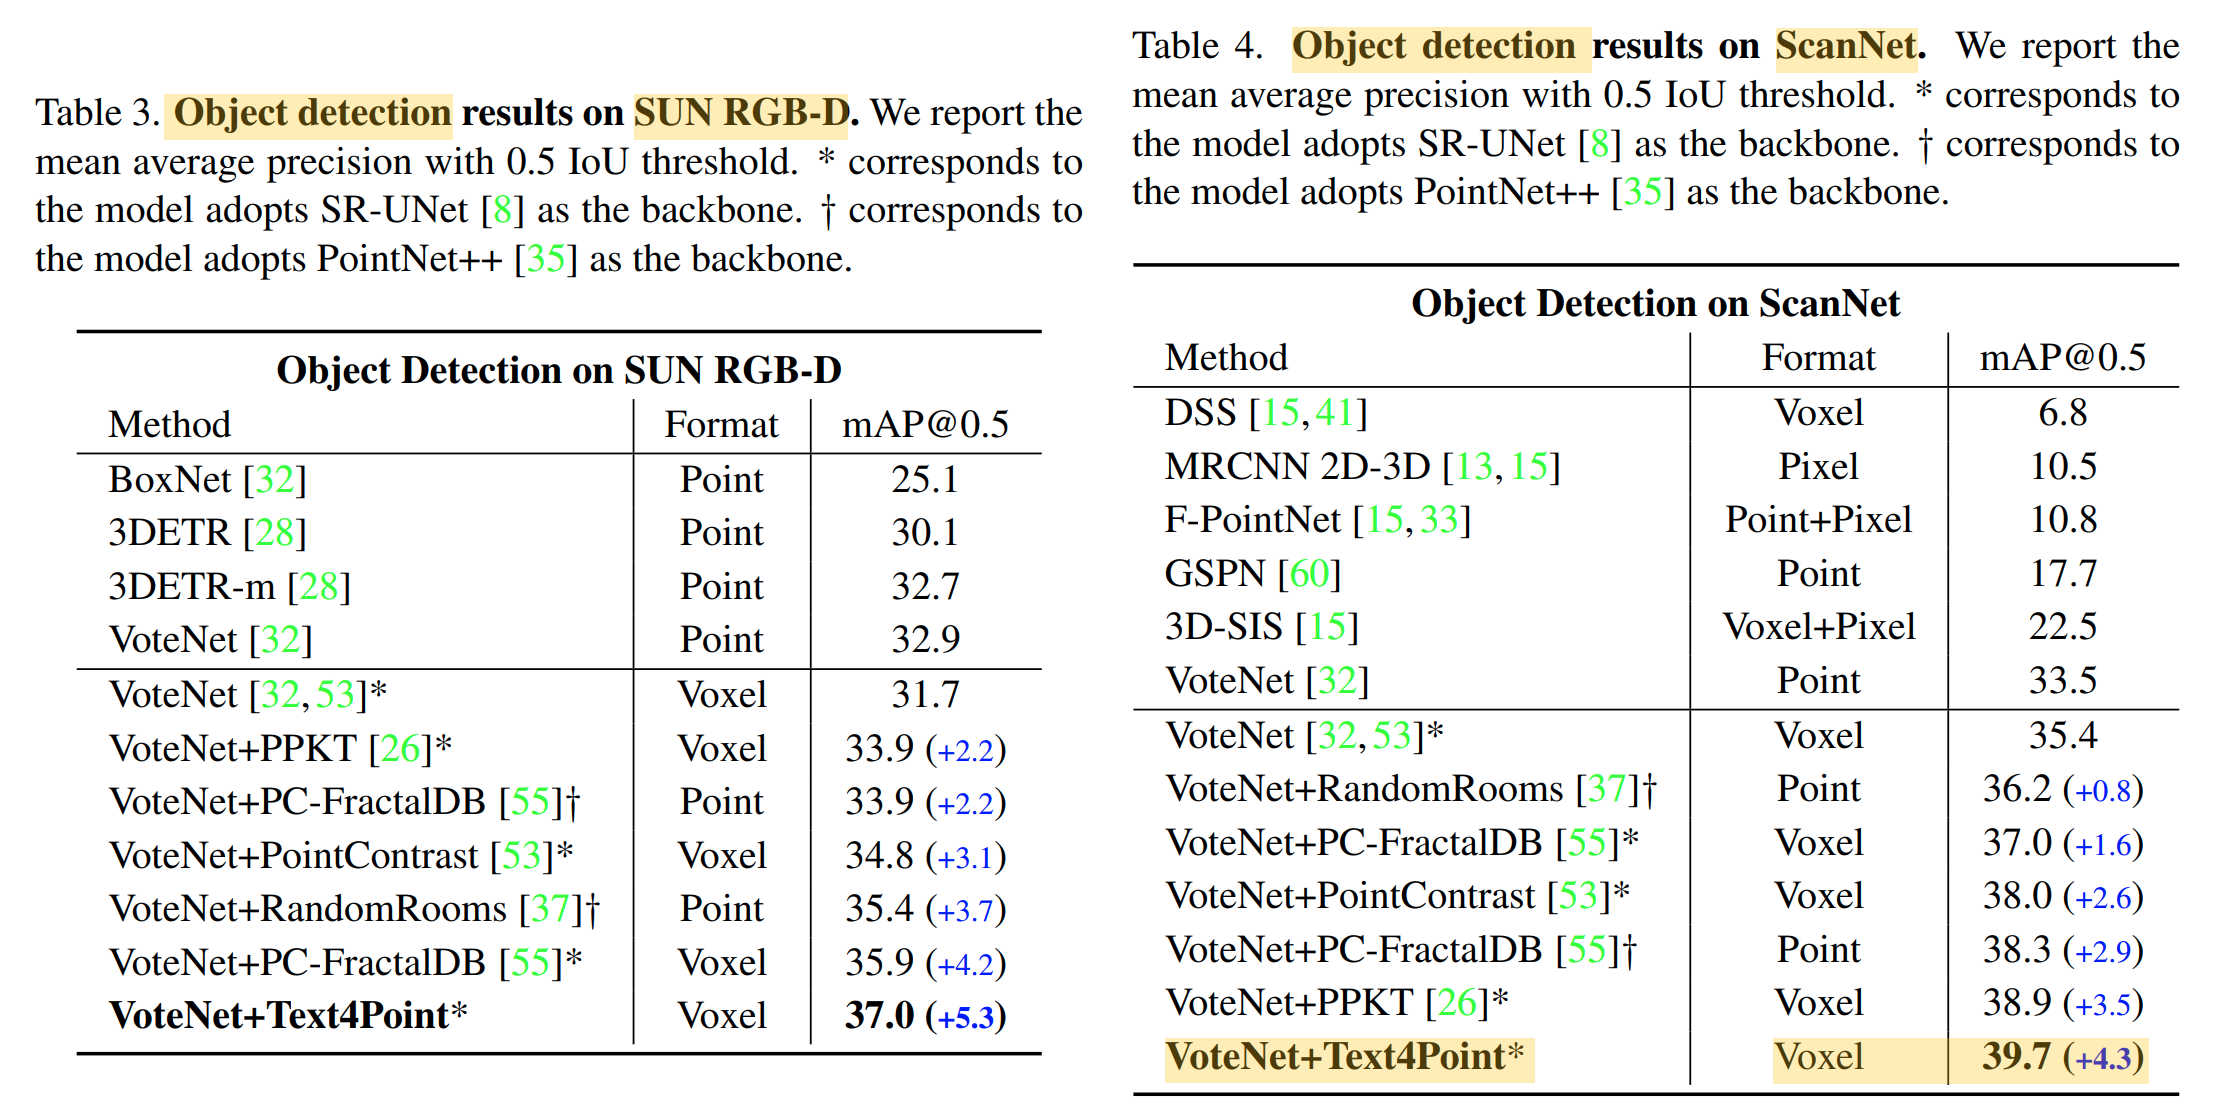 Table 3. Object detection results on SUN RGB-D. We report the
mean average precision with 0.5 IoU threshold. * corresponds to
the model adopts SR-UNet [8] as the backbone. † corresponds to
the model adopts PointNet++ [35] as the backbone.
Object Detection on SUN RGB-D
Method Format mAP@0.5
BoxNet [32] Point 25.1
3DETR [28] Point 30.1
3DETR-m [28] Point 32.7
VoteNet [32] Point 32.9
VoteNet [32, 53]* Voxel 31.7
VoteNet+PPKT [26]* Voxel 33.9 (+2.2)
VoteNet+PC-FractalDB [55]† Point 33.9 (+2.2)
VoteNet+PointContrast [53]* Voxel 34.8 (+3.1)
VoteNet+RandomRooms [37]† Point 35.4 (+3.7)
VoteNet+PC-FractalDB [55]* Voxel 35.9 (+4.2)
VoteNet+Text4Point* Voxel 37.0 (+5.3)
Table 4. Object detection results on ScanNet. We report the
mean average precision with 0.5 IoU threshold. * corresponds to
the model adopts SR-UNet [8] as the backbone. † corresponds to
the model adopts PointNet++ [35] as the backbone.
Object Detection on ScanNet
Method Format mAP@0.5
DSS [15, 41] Voxel 6.8
MRCNN 2D-3D [13, 15] Pixel 10.5
F-PointNet [15, 33] Point+Pixel 10.8
GSPN [60] Point 17.7
3D-SIS [15] Voxel+Pixel 22.5
VoteNet [32] Point 33.5
VoteNet [32, 53]* Voxel 35.4
VoteNet+RandomRooms [37]† Point 36.2 (+0.8)
VoteNet+PC-FractalDB [55]* Voxel 37.0 (+1.6)
VoteNet+PointContrast [53]* Voxel 38.0 (+2.6)
VoteNet+PC-FractalDB [55]† Point 38.3 (+2.9)
VoteNet+PPKT [26]* Voxel 38.9 (+3.5)
VoteNet+Text4Point* Voxel 39.7 (+4.3)